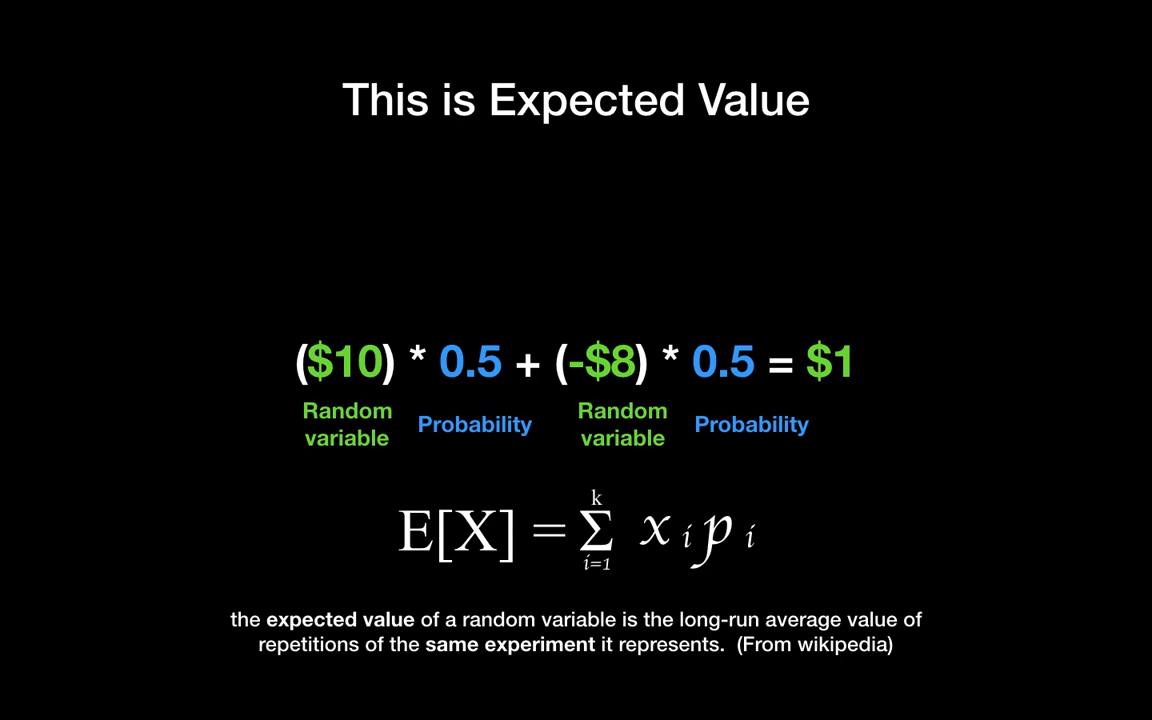 This is Expected Value
($10) * 0.5 + (-$8) * 0.5 = $1
Random variable Probability Random variable Probability
E[X] = k Σ i=1 x i p i
the expected value of a random variable is the long-run average value of
repetitions of the same experiment it represents. (From wikipedia)